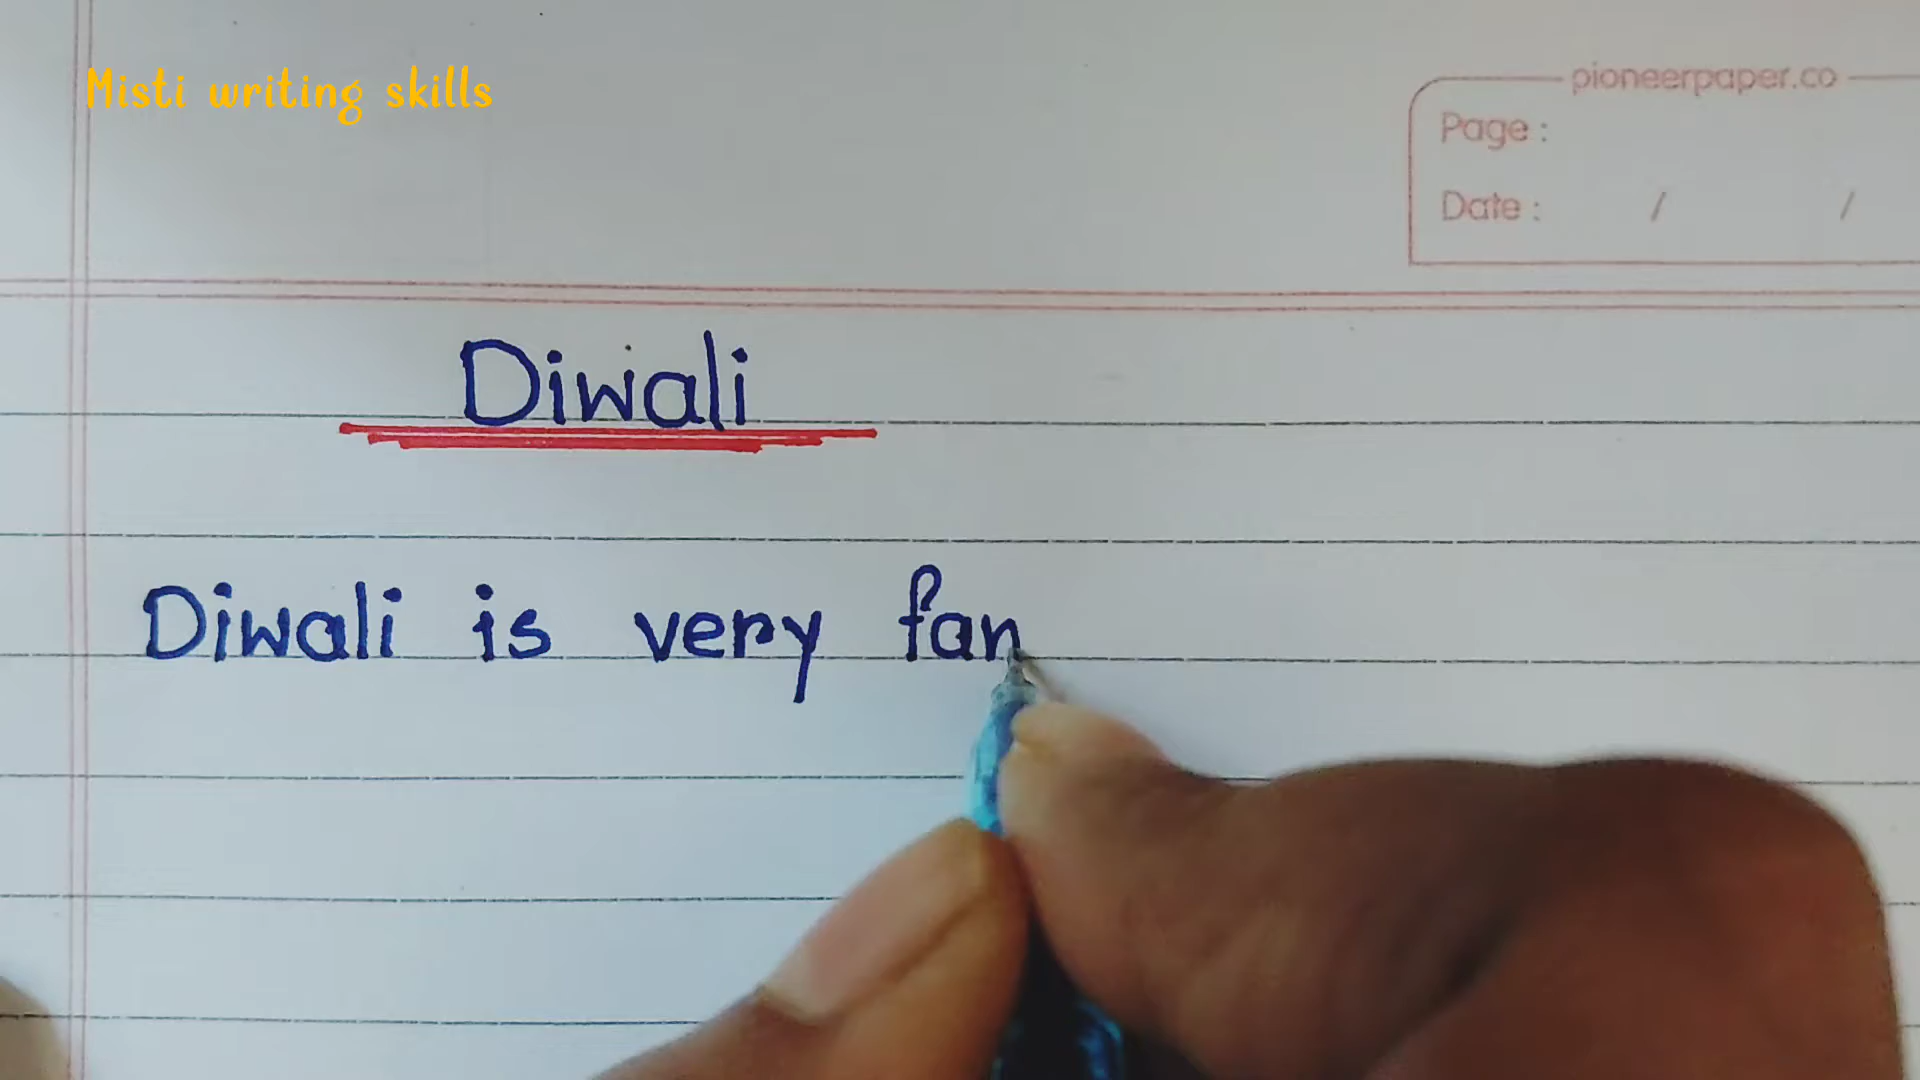 Misti writing skills
pioneerpaper.co
Page :
Date : / /
Diwali
Diwali is very fan